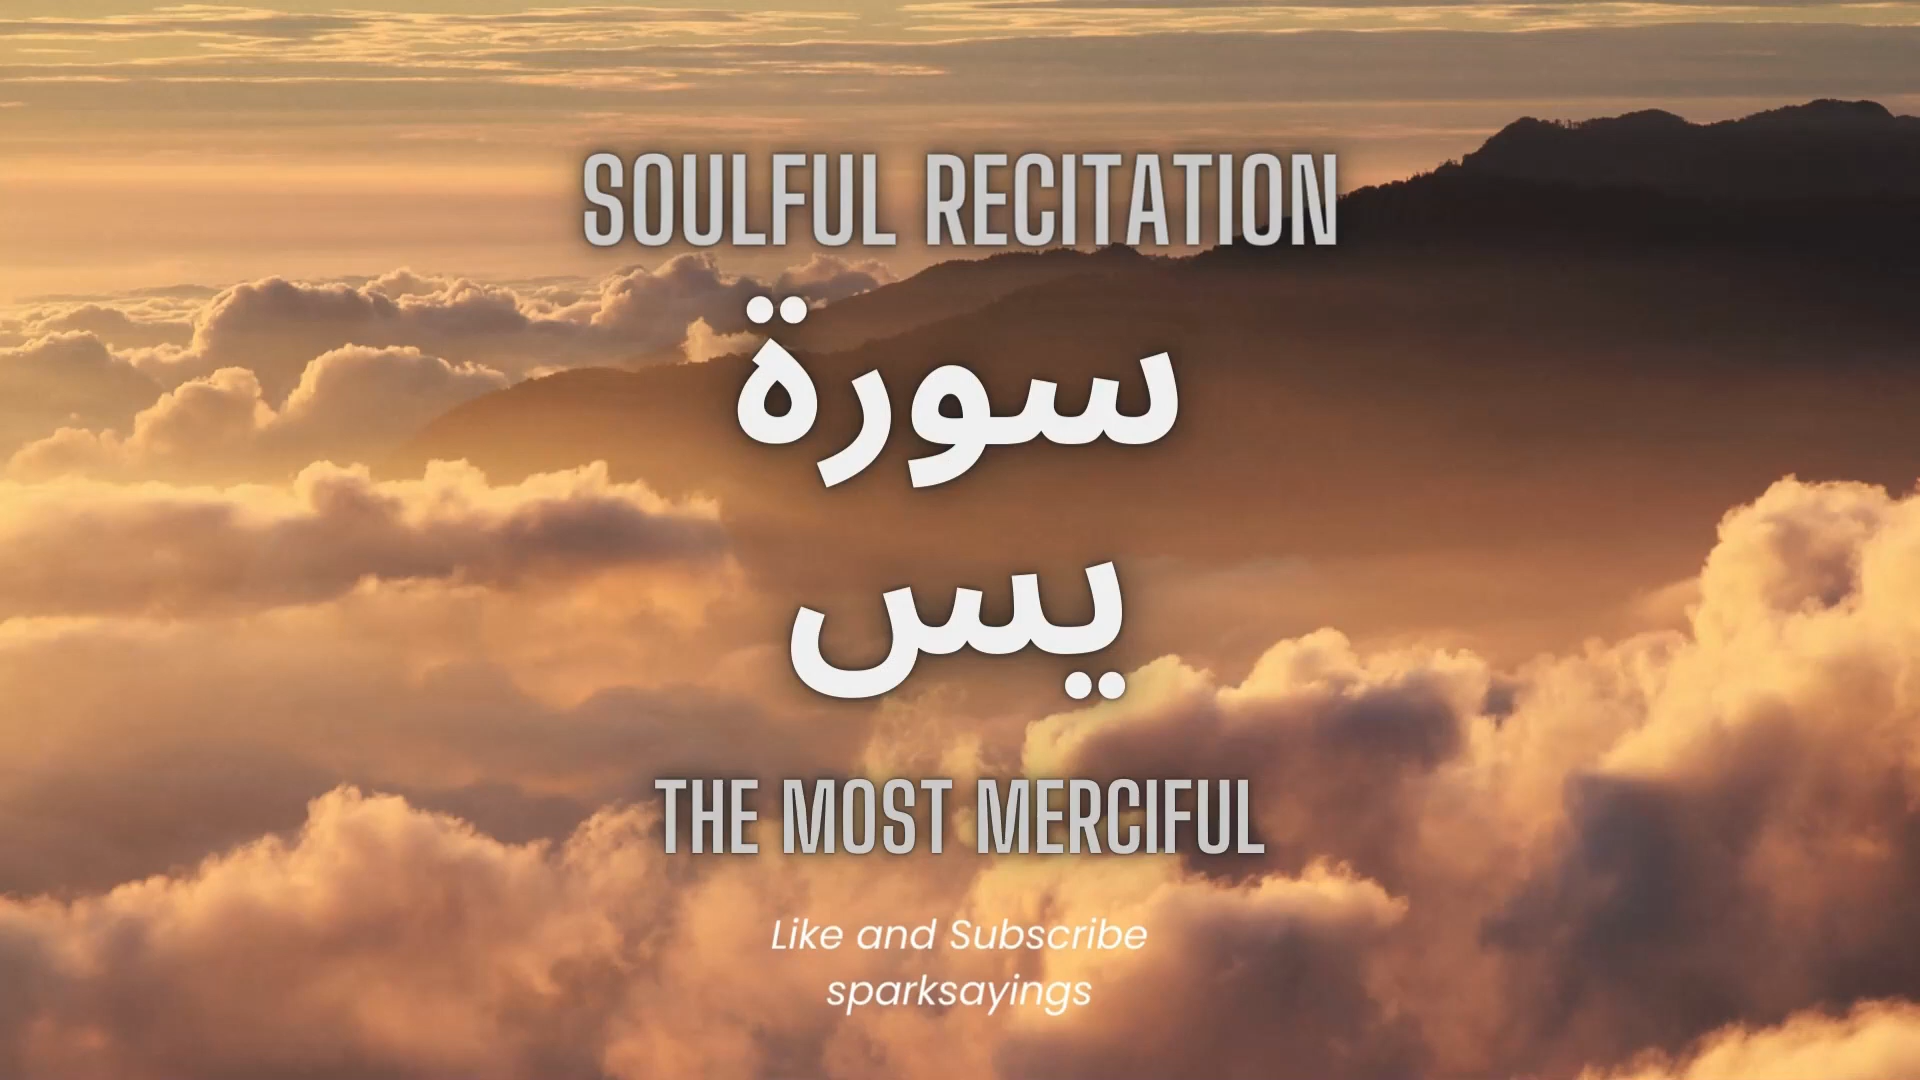 SOULFUL RECITATION
سورة
يس
THE MOST MERCIFUL
Like and Subscribe
sparksayings